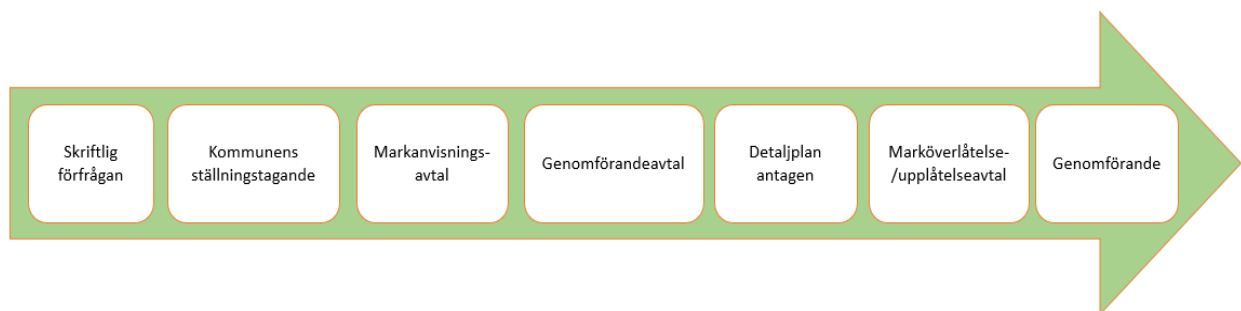 Skriftlig
förfrågan
Kommunens
ställningstagande
Markanvisnings-
avtal
Genomförandeavtal
Detaljplan
antagen
Marköverlåtelse-
/upplåtelseavtal
Genomförande